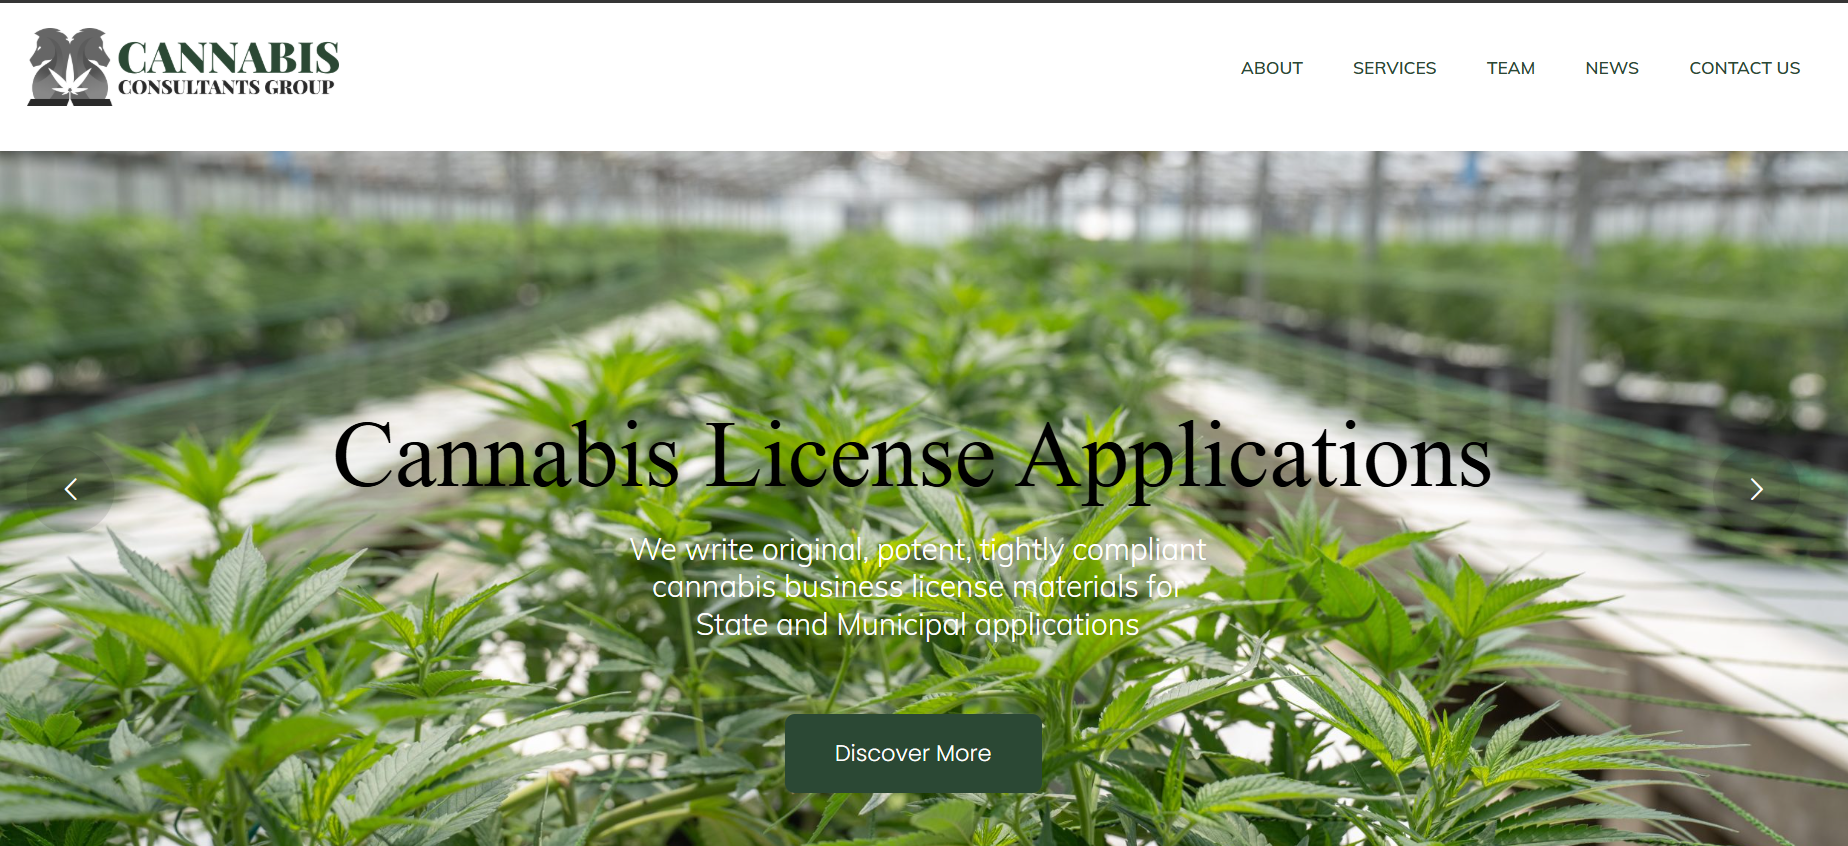 CANNABIS
CONSULTANTS GROUP
ABOUT
SERVICES
TEAM
NEWS
CONTACT US
Cannabis License Applications
We write original, potent, tightly compliant
cannabis business license materials for
State and Municipal applications
Discover More